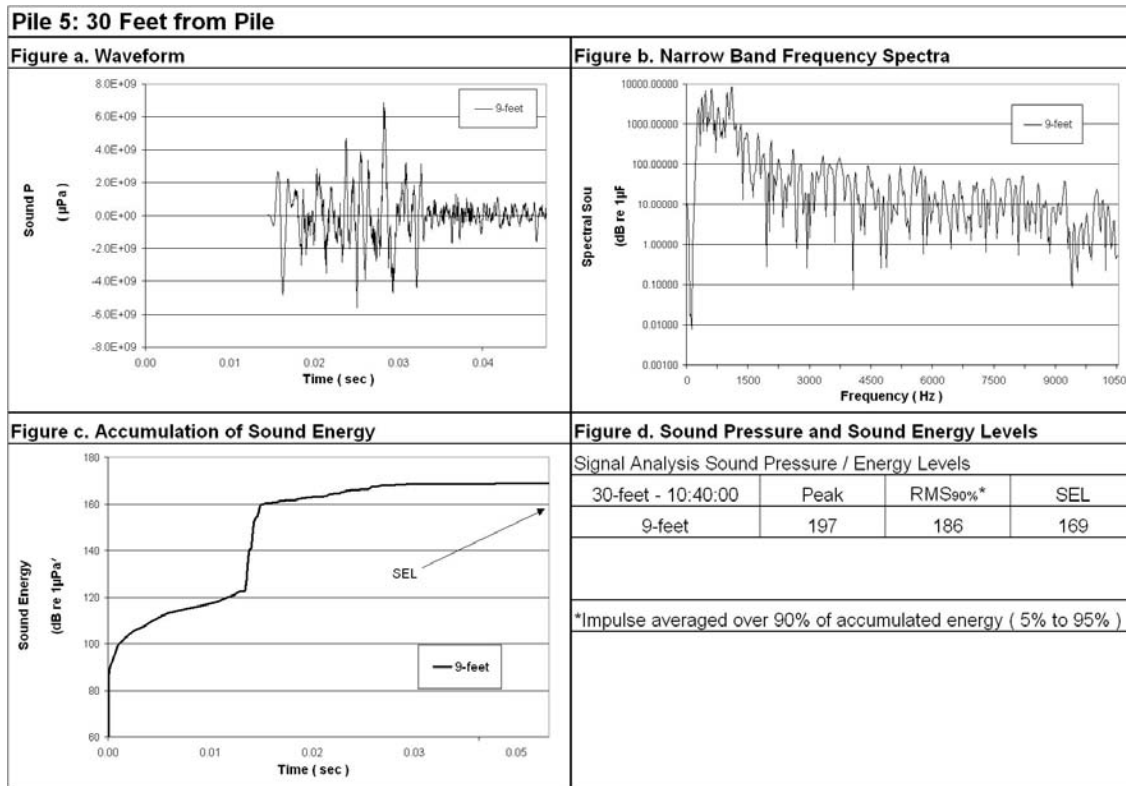 Pile 5: 30 Feet from Pile
Figure a. Waveform
8.0E+09
6.0E+09
4.0E+09
2.0E+09
0.0E+00
-2.0E+09
-4.0E+09
-6.0E+09
-8.0E+09
0.00 0.01 0.02 0.03 0.04
Time ( sec )
Sound P
( µPa )
9-feet
Figure b. Narrow Band Frequency Spectra
10000.00000
1000.00000
100.00000
10.00000
1.00000
0.10000
0.01000
0.00100
0 1500 3000 4500 6000 7500 9000 1050
Frequency ( Hz )
Spectral Sou
(dB re 1µF
9-feet
Figure c. Accumulation of Sound Energy
180
160
140
120
100
80
60
0.00 0.01 0.02 0.03 0.05
Time ( sec )
Sound Energy
(dB re 1µPa
SEL
9-feet
Figure d. Sound Pressure and Sound Energy Levels
Signal Analysis Sound Pressure / Energy Levels
30-feet - 10:40:00 Peak RMS90%* SEL
9-feet 197 186 169
*Impulse averaged over 90% of accumulated energy ( 5% to 95% )